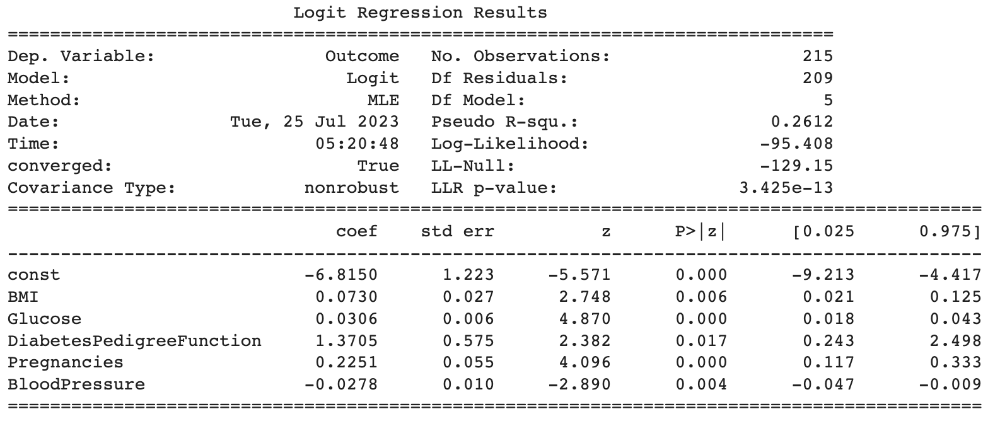 Logit Regression Results
==============================================================================
Dep. Variable: Outcome No. Observations: 215
Model: Logit Df Residuals: 209
Method: MLE Df Model: 5
Date: Tue, 25 Jul 2023 Pseudo R-squ.: 0.2612
Time: 05:20:48 Log-Likelihood: -95.408
converged: True LL-Null: -129.15
Covariance Type: nonrobust LLR p-value: 3.425e-13
============================================================================================
coef std err z P>|z| [0.025 0.975]
--------------------------------------------------------------------------------------------
const -6.8150 1.223 -5.571 0.000 -9.213 -4.417
BMI 0.0730 0.027 2.748 0.006 0.021 0.125
Glucose 0.0306 0.006 4.870 0.000 0.018 0.043
DiabetesPedigreeFunction 1.3705 0.575 2.382 0.017 0.243 2.498
Pregnancies 0.2251 0.055 4.096 0.000 0.117 0.333
BloodPressure -0.0278 0.010 -2.890 0.004 -0.047 -0.009
============================================================================================